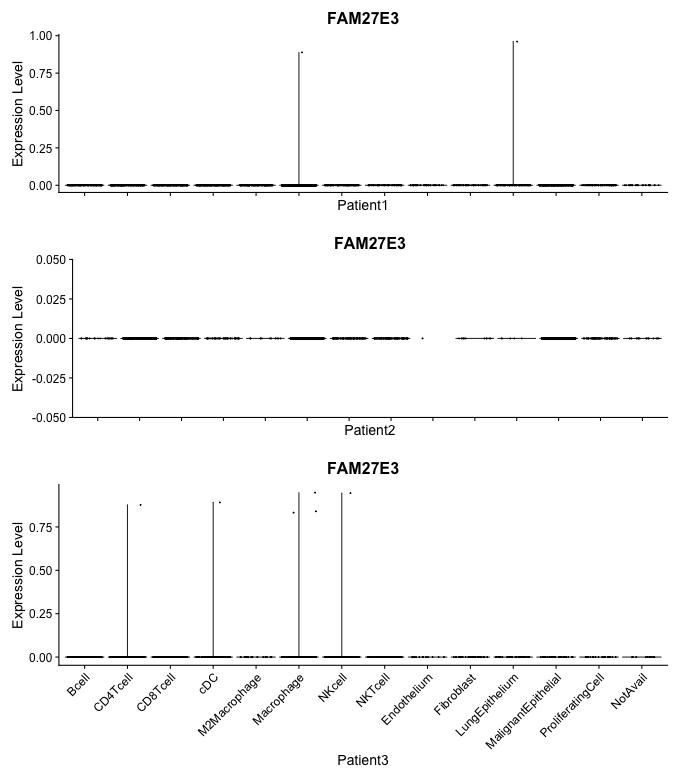 FAM27E3
1.00
0.75
0.50
0.25
0.00
Expression Level
Patient1
FAM27E3
0.050
0.025
0.000
-0.025
-0.050
Expression Level
Patient2
FAM27E3
0.75
0.50
0.25
0.00
Expression Level
Bcell
CD4Tcell
CD8Tcell
cDC
M2Macrophage
Macrophage
NKcell
NKTcell
Endothelium
Fibroblast
LungEpithelium
MalignantEpithelial
ProliferatingCell
NotAvail
Patient3